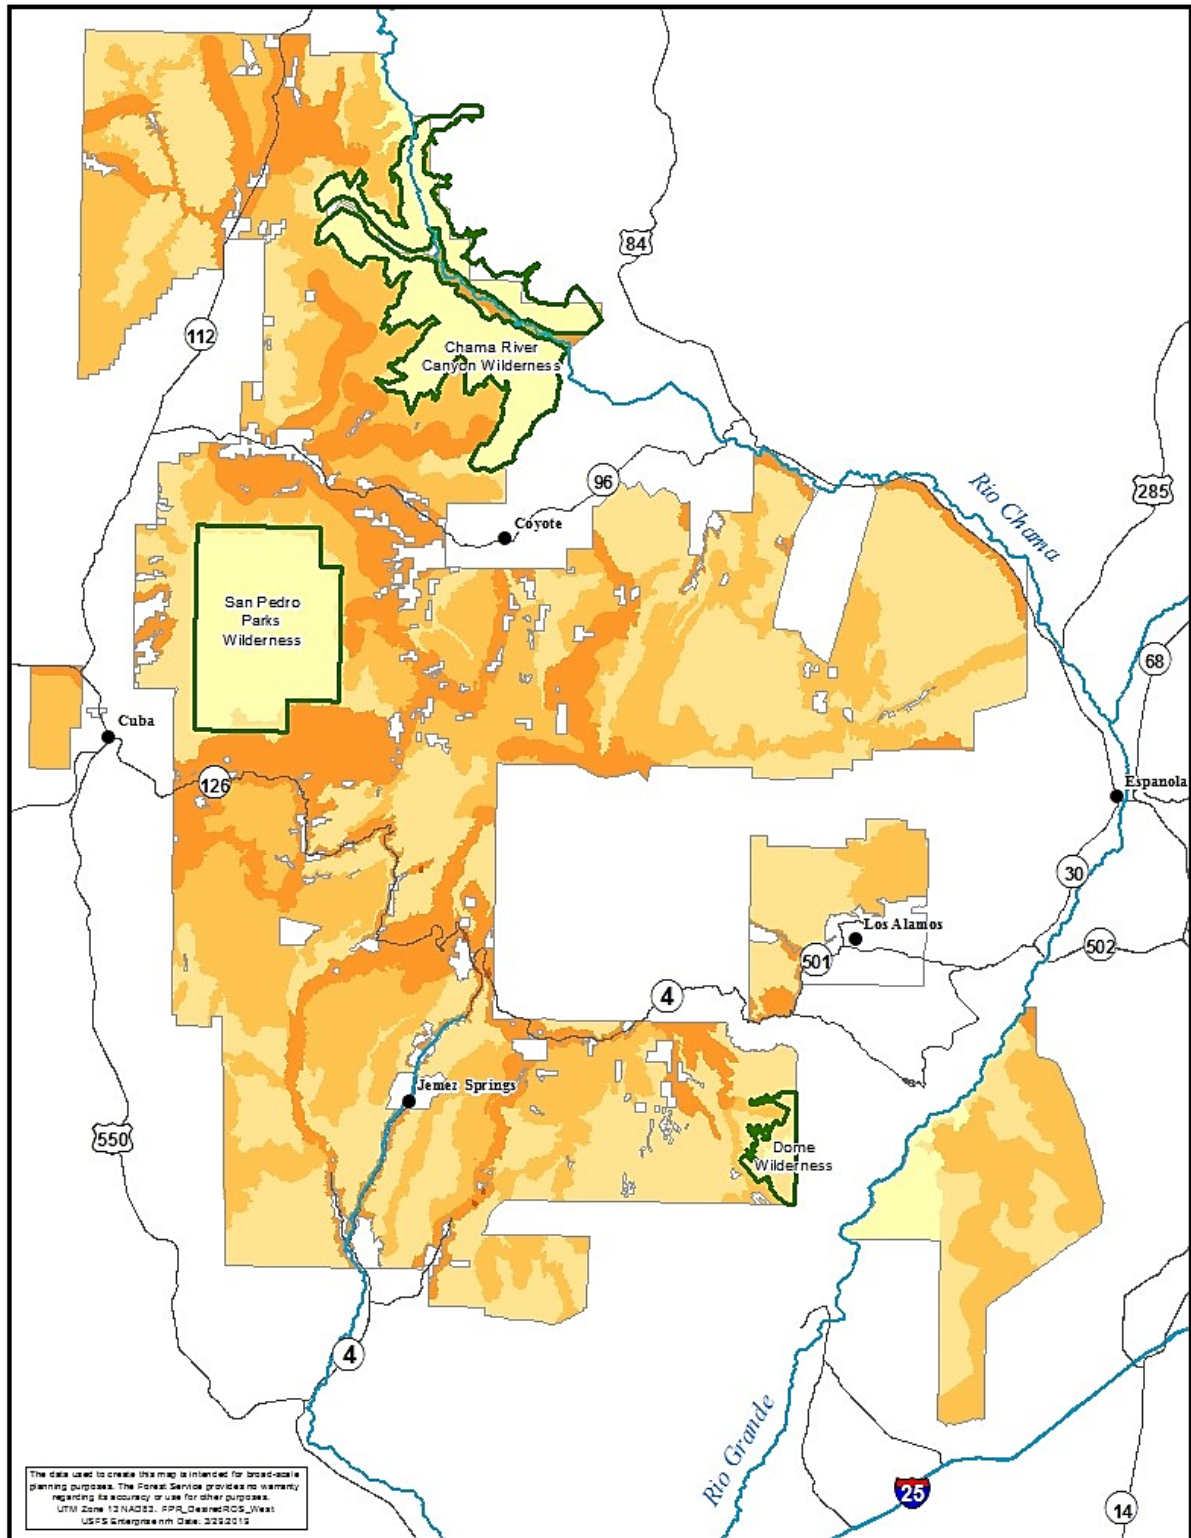 84
112
Chama River
Canyon Wilderness
96
Rio Chama
285
Coyote
San Pedro
Parks
Wilderness
68
Cuba
126
Espanola
30
Los Alamos
501
502
4
Jemez Springs
550
Dome
Wilderness
4
Rio Grande
25
14
The data used to create this map is intended for broad-scale
planning purposes. The Forest Service provides no warranty
regarding its accuracy or use for other purposes.
UTM Zone 13 NAD83. FPR_DesiredROS_West